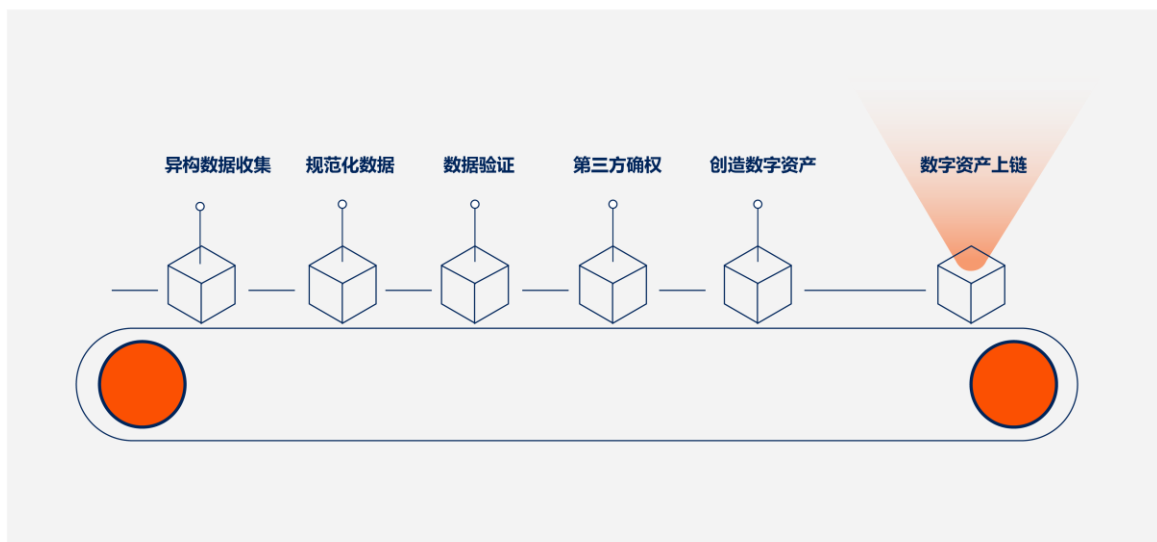 异构数据收集
规范化数据
数据验证
第三方确权
创造数字资产
数字资产上链